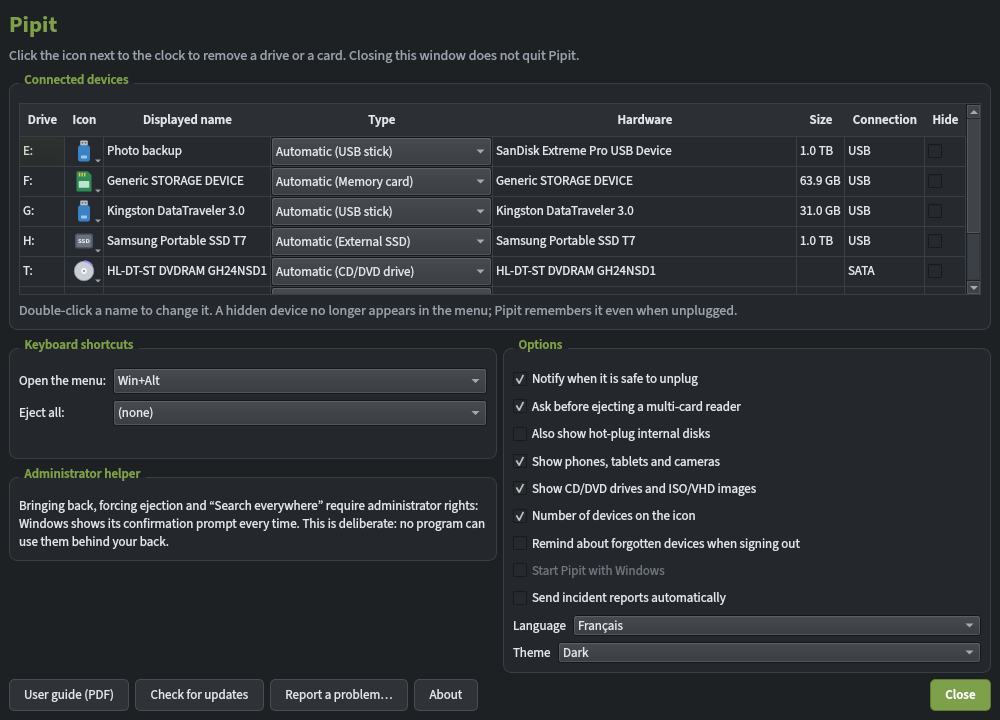 Pipit
Click the icon next to the clock to remove a drive or a card. Closing this window does not quit Pipit.
Connected devices
Drive Icon Displayed name Type Hardware Size Connection Hide
E: Photo backup Automatic (USB stick) SanDisk Extreme Pro USB Device 1.0 TB USB
F: Generic STORAGE DEVICE Automatic (Memory card) Generic STORAGE DEVICE 63.9 GB USB
G: Kingston DataTraveler 3.0 Automatic (USB stick) Kingston DataTraveler 3.0 31.0 GB USB
H: SSD Samsung Portable SSD T7 Automatic (External SSD) Samsung Portable SSD T7 1.0 TB USB
T: HL-DT-ST DVDRAM GH24NSD1 Automatic (CD/DVD drive) HL-DT-ST DVDRAM GH24NSD1 SATA
Double-click a name to change it. A hidden device no longer appears in the menu; Pipit remembers it even when unplugged.
Keyboard shortcuts
Open the menu: Win+Alt
Eject all: (none)
Administrator helper
Bringing back, forcing ejection and “Search everywhere” require administrator rights:
Windows shows its confirmation prompt every time. This is deliberate: no program can
use them behind your back.
Options
Notify when it is safe to unplug
Ask before ejecting a multi-card reader
Also show hot-plug internal disks
Show phones, tablets and cameras
Show CD/DVD drives and ISO/VHD images
Number of devices on the icon
Remind about forgotten devices when signing out
Start Pipit with Windows
Send incident reports automatically
Language Français
Theme Dark
User guide (PDF) Check for updates Report a problem… About Close